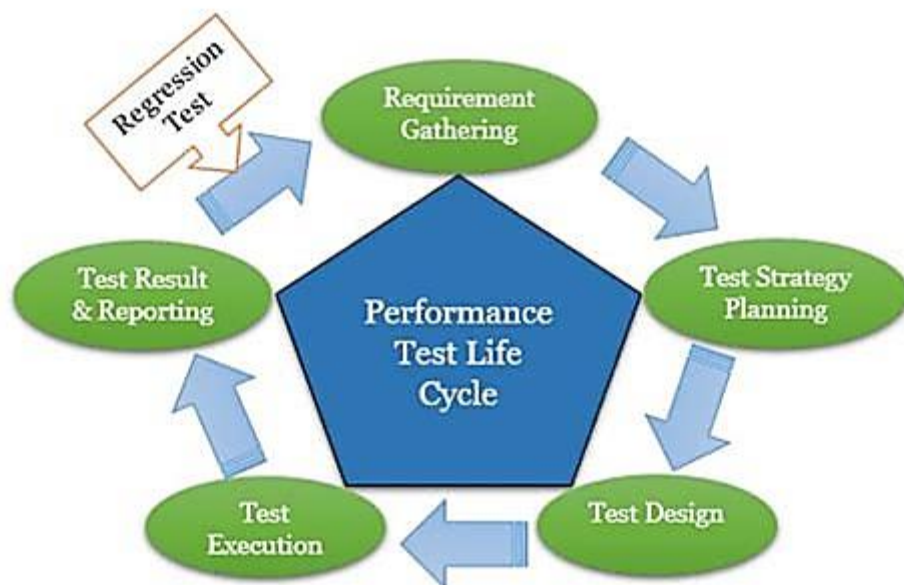 Regression
Test
Requirement
Gathering
Test Strategy
Planning
Test Design
Test
Execution
Test Result
& Reporting
Performance
Test Life
Cycle